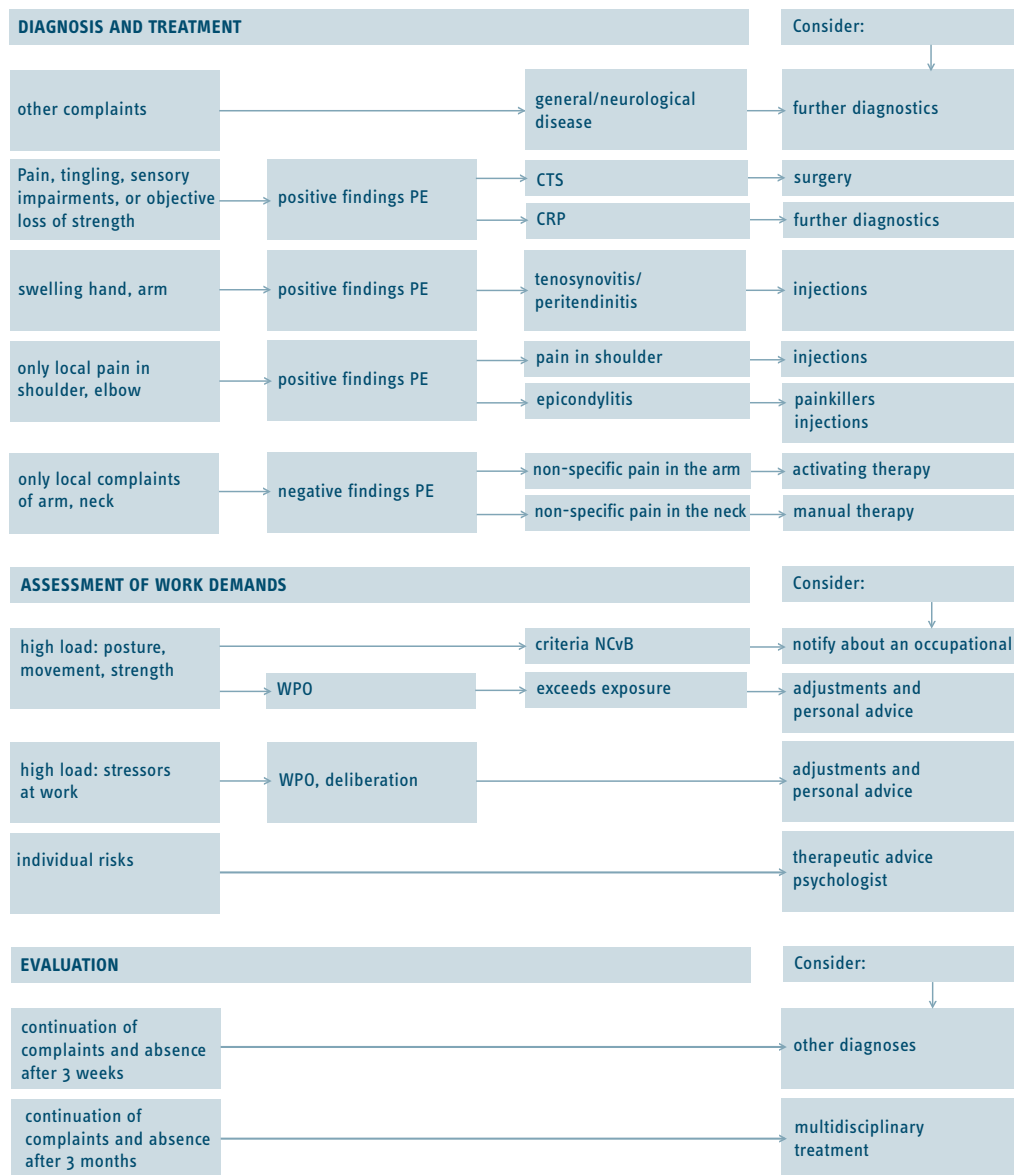 DIAGNOSIS AND TREATMENT
Consider:
other complaints
general/neurological
disease
further diagnostics
Pain, tingling, sensory
impairments, or objective
loss of strength
positive findings PE
CTS
surgery
CRP
further diagnostics
swelling hand, arm
positive findings PE
tenosynovitis/
peritendinitis
injections
only local pain in
shoulder, elbow
positive findings PE
pain in shoulder
injections
epicondylitis
painkillers
injections
only local complaints
of arm, neck
negative findings PE
non-specific pain in the arm
activating therapy
non-specific pain in the neck
manual therapy
ASSESSMENT OF WORK DEMANDS
Consider:
high load: posture,
movement, strength
criteria NCvB
notify about an occupational
WPO
exceeds exposure
adjustments and
personal advice
high load: stressors
at work
WPO, deliberation
adjustments and
personal advice
individual risks
therapeutic advice
psychologist
EVALUATION
Consider:
continuation of
complaints and absence
after 3 weeks
other diagnoses
continuation of
complaints and absence
after 3 months
multidisciplinary
treatment